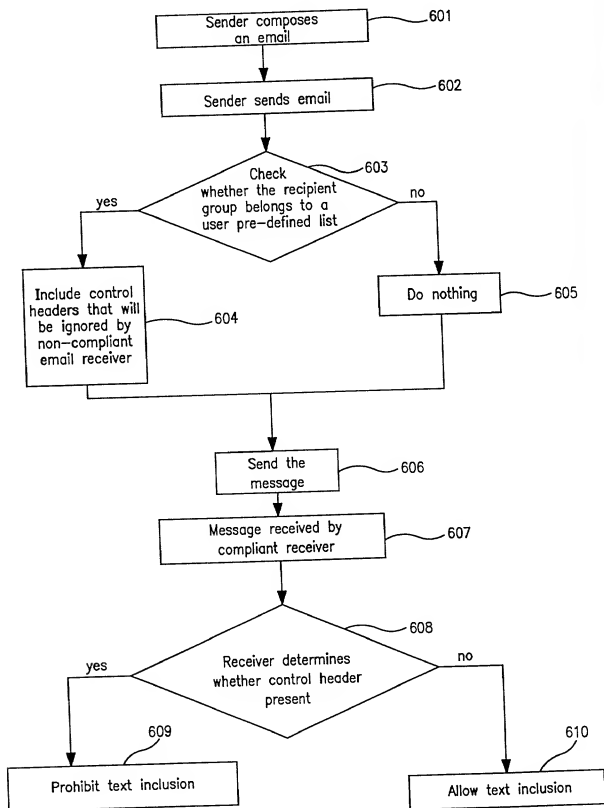 Sender composes
an email
601
Sender sends email
602
603
Check
whether the recipient
group belongs to a
user pre-defined list
yes
no
Include control
headers that will
be ignored by
non-compliant
email receiver
604
Do nothing
605
Send the
message
606
Message received by
compliant receiver
607
608
Receiver determines
whether control header
present
yes
no
609
Prohibit text inclusion
610
Allow text inclusion